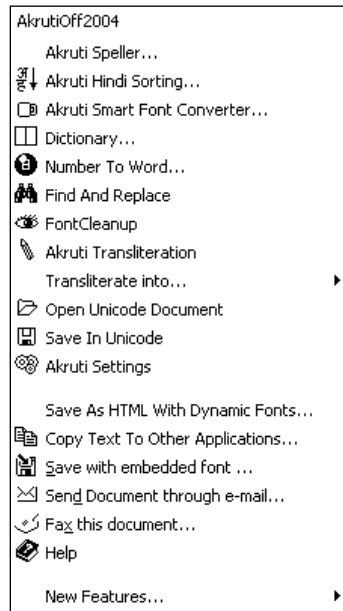 AkrutiOff2004
Akruti Speller...
Akruti Hindi Sorting...
Akruti Smart Font Converter...
Dictionary...
Number To Word...
Find And Replace
FontCleanup
Akruti Transliteration
Transliterate into...
Open Unicode Document
Save In Unicode
Akruti Settings
Save As HTML With Dynamic Fonts...
Copy Text To Other Applications...
Save with embedded font ...
Send Document through e-mail...
Fax this document...
Help
New Features...